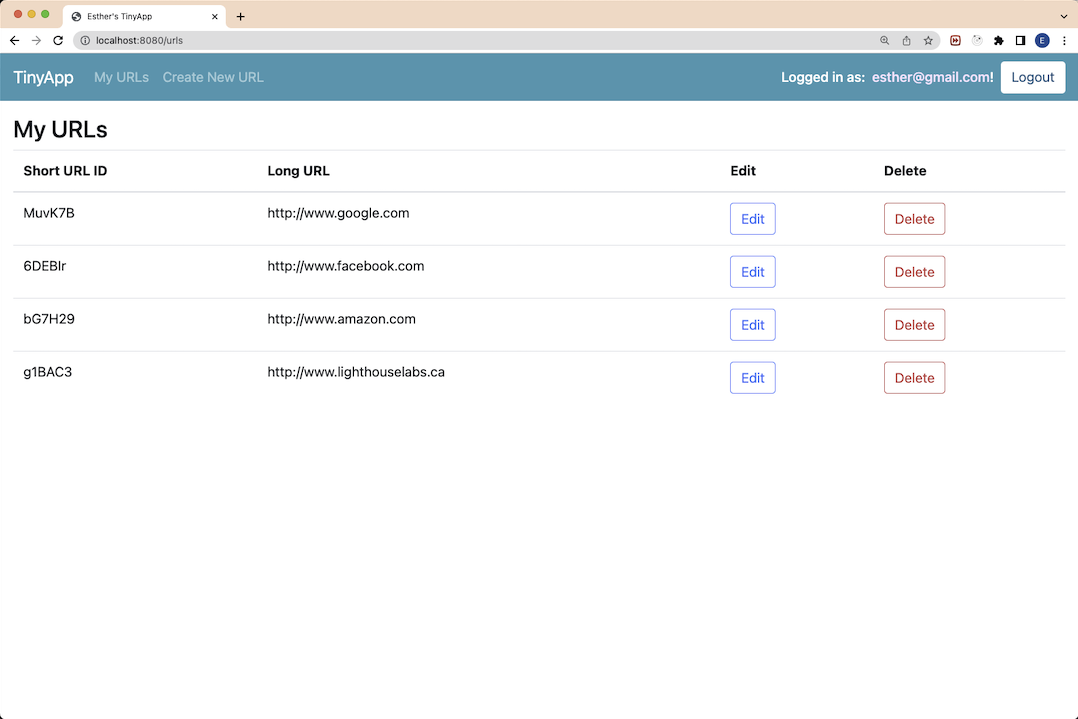 Esther's TinyApp
localhost:8080/urls
E
TinyApp My URLs Create New URL Logged in as: esther@gmail.com! Logout
My URLs
Short URL ID Long URL Edit Delete
MuvK7B http://www.google.com Edit Delete
6DEBIr http://www.facebook.com Edit Delete
bG7H29 http://www.amazon.com Edit Delete
g1BAC3 http://www.lighthouselabs.ca Edit Delete